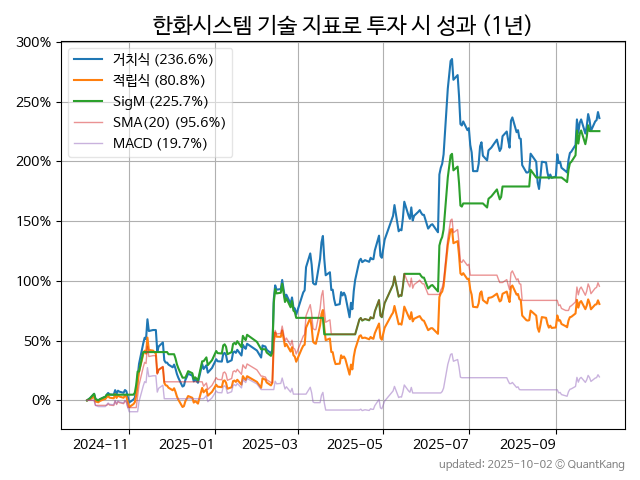 한화시스템 기술 지표로 투자 시 성과 (1년)
300%
250%
200%
150%
100%
50%
0%
거치식 (236.6%)
적립식 (80.8%)
SigM (225.7%)
SMA(20) (95.6%)
MACD (19.7%)
2024-11 2025-01 2025-03 2025-05 2025-07 2025-09
updated: 2025-10-02 © QuantKang